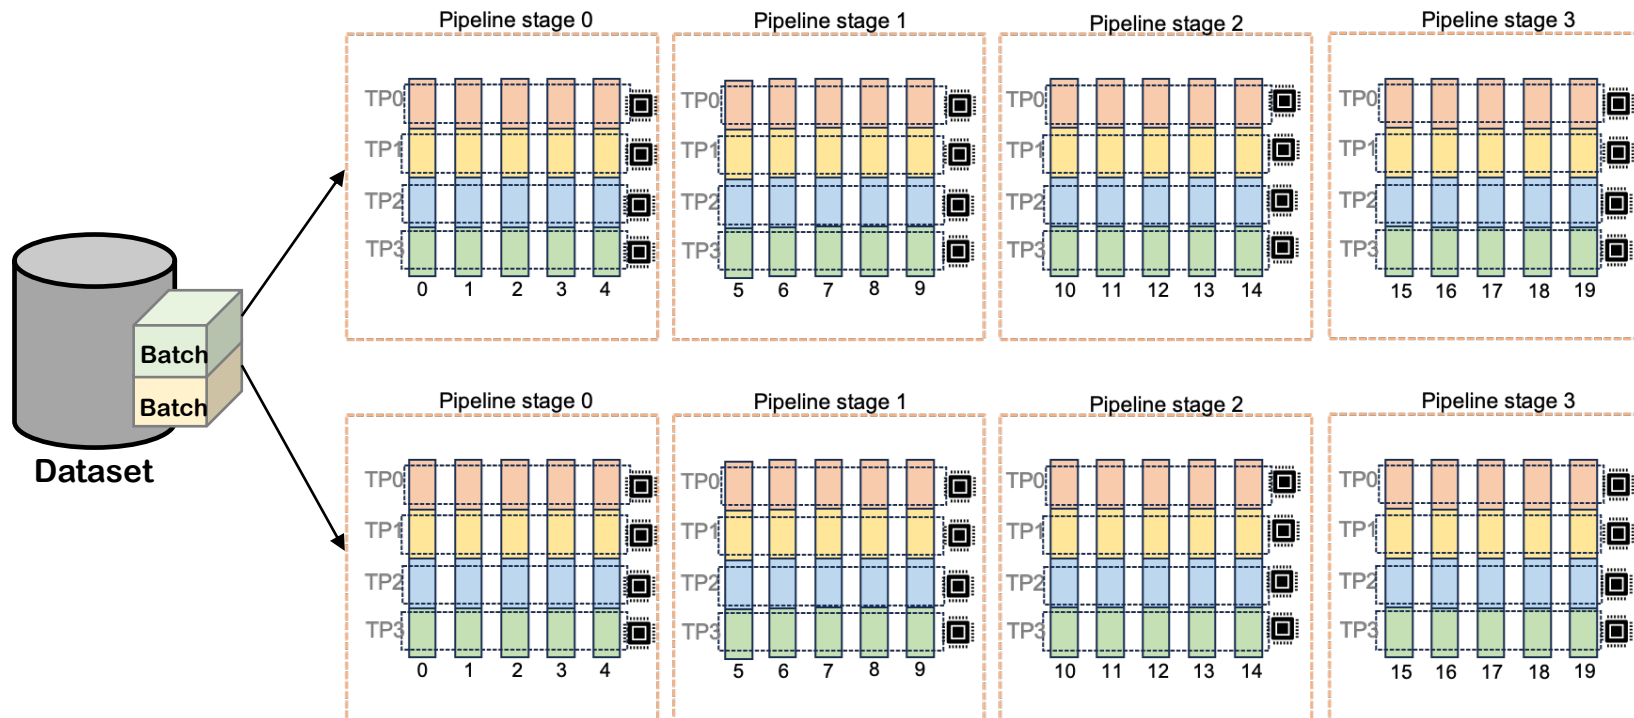 Pipeline stage 0 Pipeline stage 1 Pipeline stage 2 Pipeline stage 3
TP0 TP0 TP0 TP0
TP1 TP1 TP1 TP1
TP2 TP2 TP2 TP2
TP3 TP3 TP3 TP3
0 1 2 3 4 5 6 7 8 9 10 11 12 13 14 15 16 17 18 19
Batch
Batch
Dataset
Pipeline stage 0 Pipeline stage 1 Pipeline stage 2 Pipeline stage 3
TP0 TP0 TP0 TP0
TP1 TP1 TP1 TP1
TP2 TP2 TP2 TP2
TP3 TP3 TP3 TP3
0 1 2 3 4 5 6 7 8 9 10 11 12 13 14 15 16 17 18 19